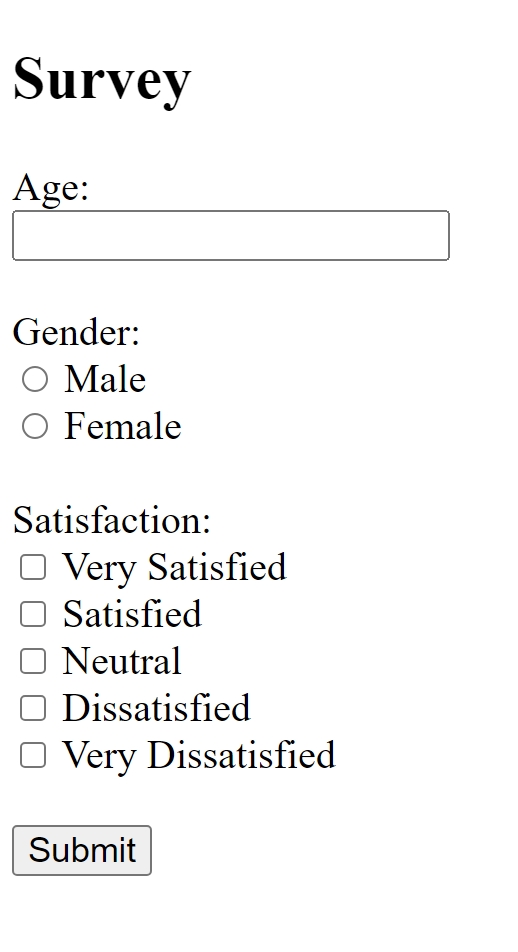 Survey
Age:
Gender:
Male
Female
Satisfaction:
Very Satisfied
Satisfied
Neutral
Dissatisfied
Very Dissatisfied
Submit